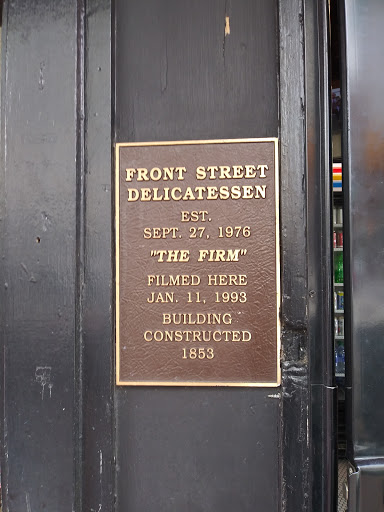 FRONT STREET
DELICATESSEN
EST.
SEPT. 27, 1976
"THE FIRM"
FILMED HERE
JAN. 11, 1993
BUILDING
CONSTRUCTED
1853